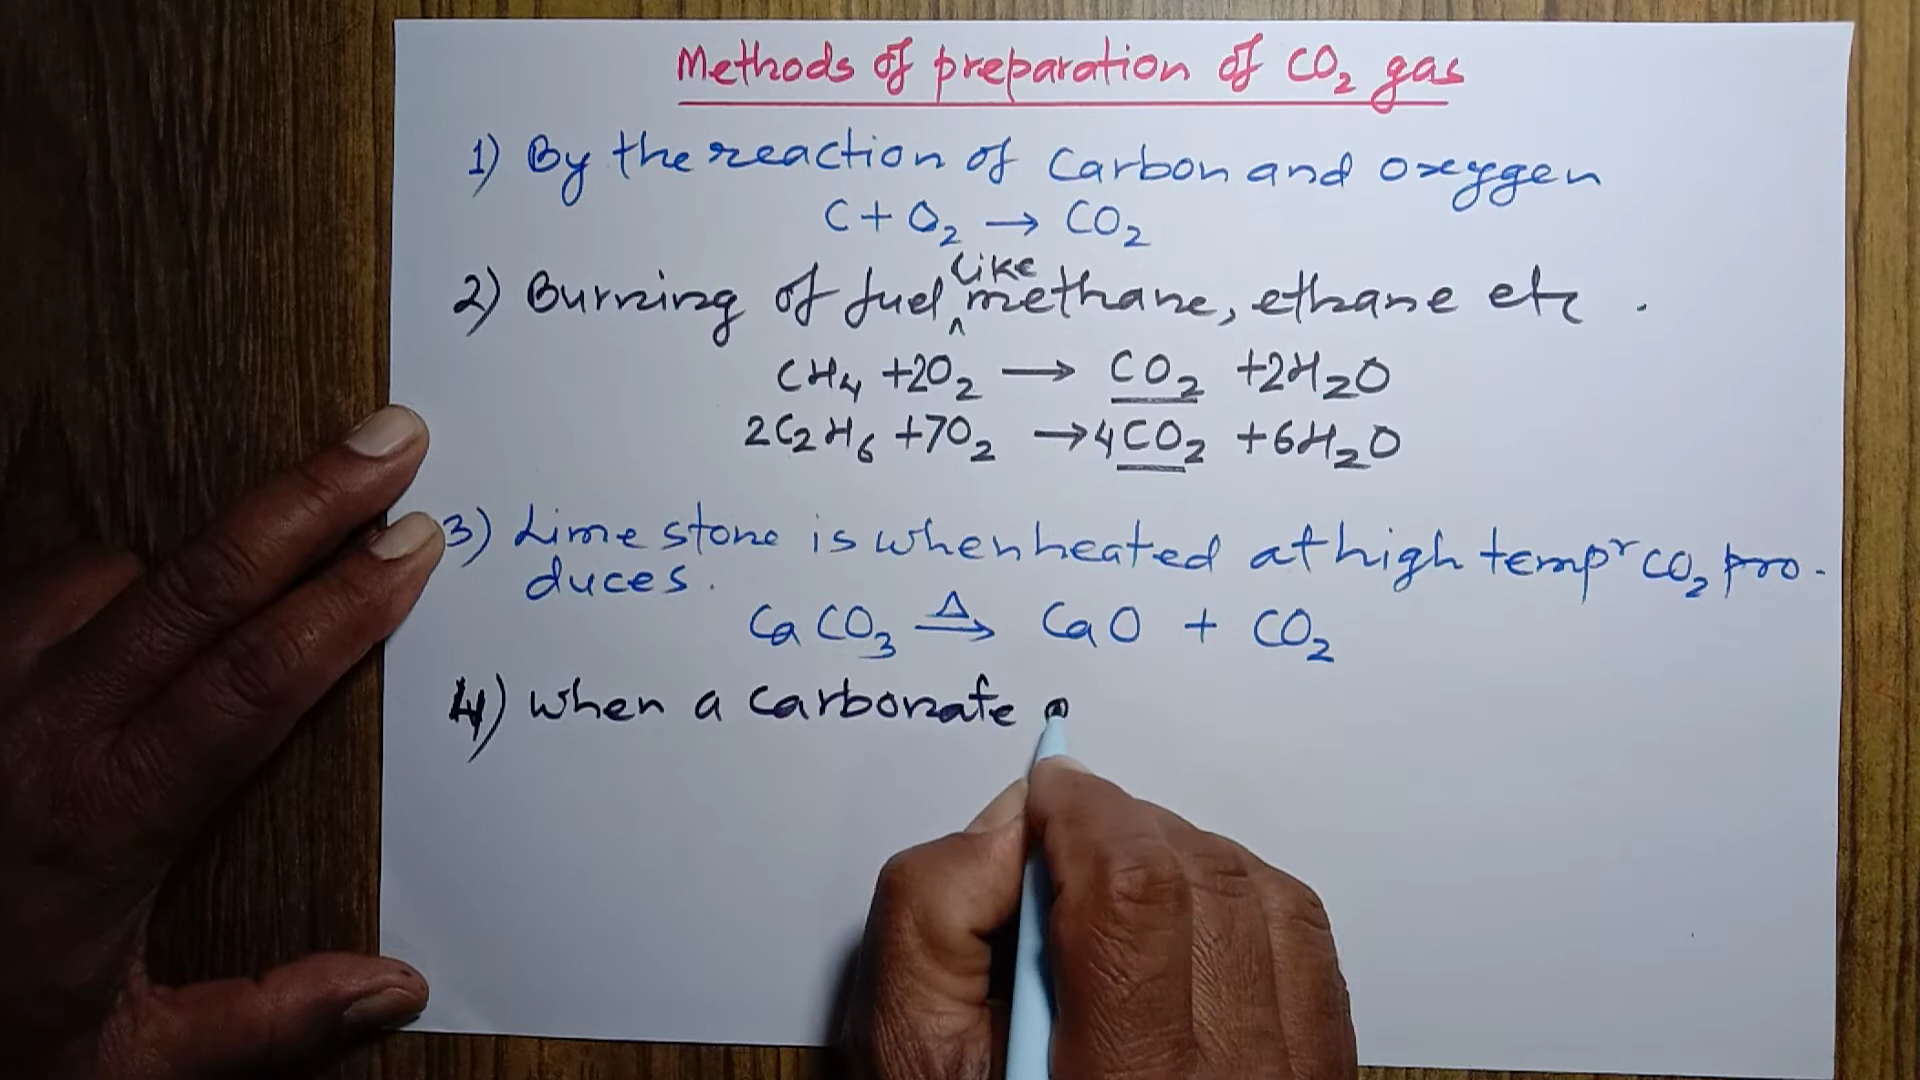 Methods of preparation of CO₂ gas
1) By the reaction of Carbon and oxygen
C + O₂ → CO₂
2) Burning of fuel like methane, ethane etc .
CH₄ +2O₂ → CO₂ +2H₂O
2C₂H₆ +7O₂ → 4CO₂ +6H₂O
3) Lime stone is when heated at high tempʳ CO₂ pro-
duces.
CaCO₃ ≜> CaO + CO₂
4) when a carbonate